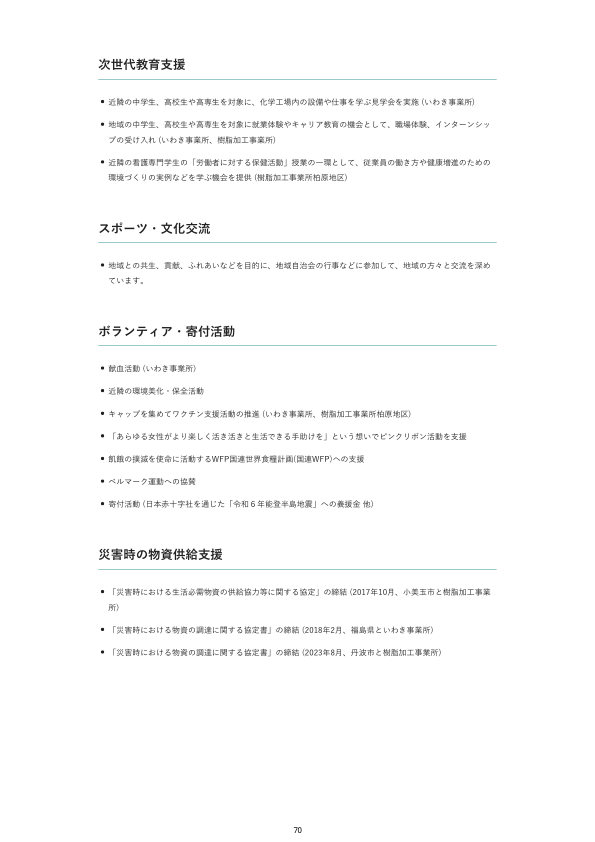 次世代教育支援
• 近隣の中学生、高校生や高専生を対象に、化学工場内の設備や仕事を学ぶ見学会を実施 (いわき事業所)
• 地域の中学生、高校生や高専生を対象に就業体験やキャリア教育の機会として、職場体験、インターンシッ
プの受け入れ (いわき事業所、樹脂加工事業所)
• 近隣の看護専門学生の「労働者に対する保健活動」授業の一環として、従業員の働き方や健康増進のための
環境づくりの実例などを学ぶ機会を提供 (樹脂加工事業所柏原地区)
スポーツ・文化交流
• 地域との共生、貢献、ふれあいなどを目的に、地域自治会の行事などに参加して、地域の方々と交流を深め
ています。
ボランティア・寄付活動
• 献血活動 (いわき事業所)
• 近隣の環境美化・保全活動
• キャップを集めてワクチン支援活動の推進 (いわき事業所、樹脂加工事業所柏原地区)
• 「あらゆる女性がより楽しく活き活きと生活できる手助けを」という想いでピンクリボン活動を支援
• 飢餓の撲滅を使命に活動するWFP国連世界食糧計画(国連WFP)への支援
• ベルマーク運動への協賛
• 寄付活動 (日本赤十字社を通じた「令和６年能登半島地震」への義援金 他)
災害時の物資供給支援
• 「災害時における生活必需物資の供給協力等に関する協定」の締結 (2017年10月、小美玉市と樹脂加工事業
所)
• 「災害時における物資の調達に関する協定書」の締結 (2018年2月、福島県といわき事業所)
• 「災害時における物資の調達に関する協定書」の締結 (2023年8月、丹波市と樹脂加工事業所)
70